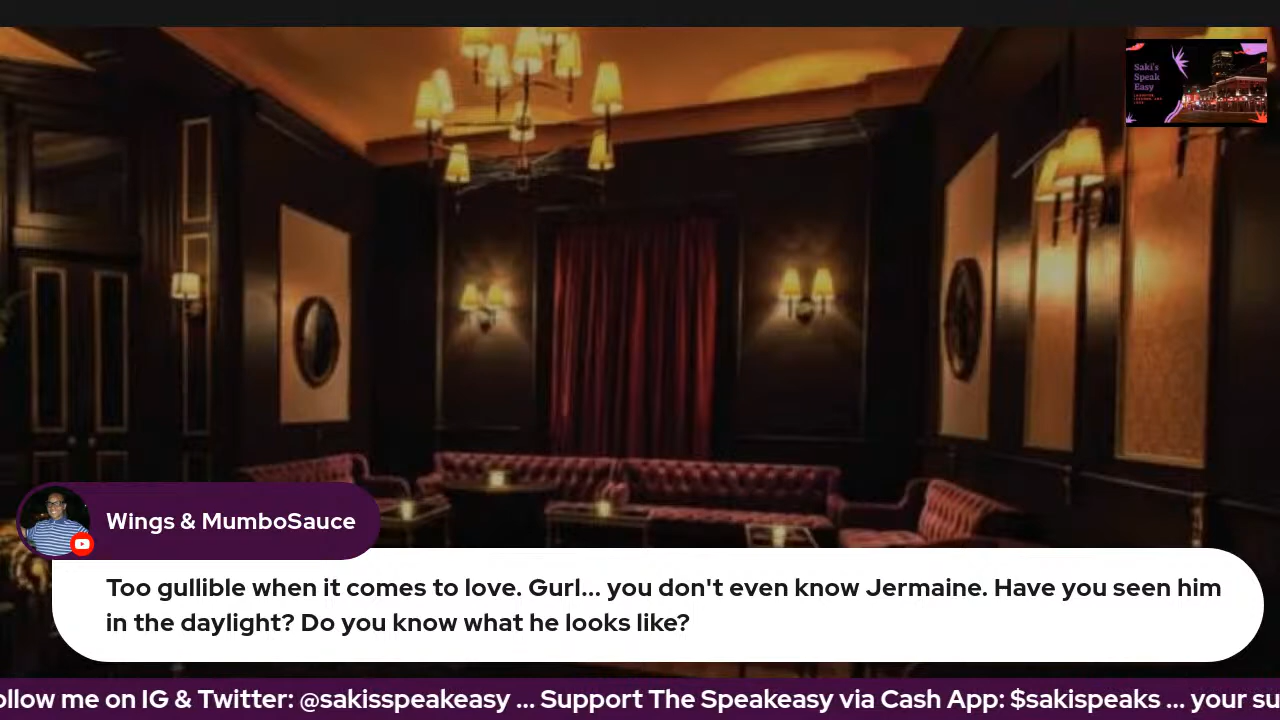 Saki's
Speak
Easy
Wings & MumboSauce
Too gullible when it comes to love. Gurl... you don't even know Jermaine. Have you seen him
in the daylight? Do you know what he looks like?
ollow me on IG & Twitter: @sakisspeakeasy ... Support The Speakeasy via Cash App: $sakispeaks ... your su